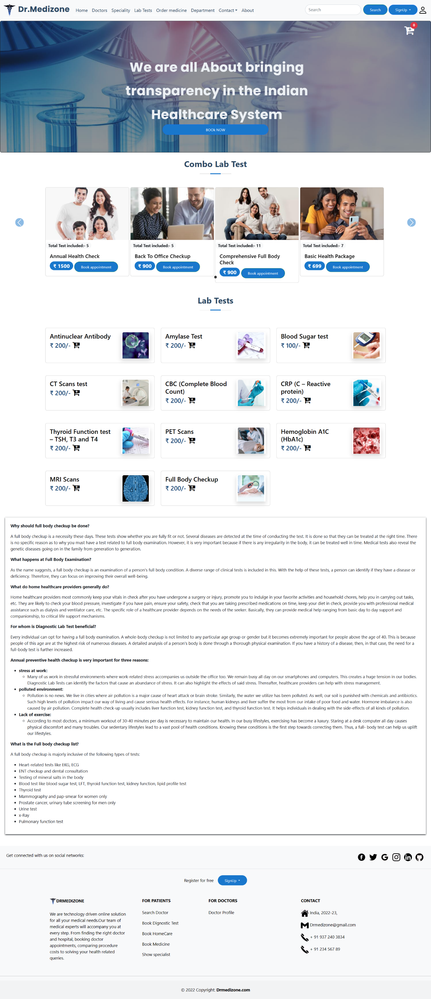 Dr.Medizone
Home Doctors Speciality Lab Tests Order medicine Department Contact About
Search
Search
SignUp
0
We are all About bringing
transparency in the Indian
Healthcare System
BOOk NOW
Combo Lab Test
Total Test included:- 5
Annual Health Check
₹ 1500
Book appointment
Total Test included:- 5
Back To Office Checkup
₹ 900
Book appointment
Total Test included:- 11
Comprehensive Full Body
Check
₹ 900
Book appointment
Total Test included:- 7
Basic Health Package
₹ 699
Book appointment
Lab Tests
Antinuclear Antibody
₹ 200/-
Amylase Test
₹ 200/-
Blood Sugar test
₹ 100/-
CT Scans test
₹ 200/-
CBC (Complete Blood
Count)
₹ 200/-
CRP (C – Reactive
protein)
₹ 200/-
CRP
Thyroid Function test
– TSH, T3 and T4
₹ 200/-
PET Scans
₹ 200/-
Hemoglobin A1C
(HbA1c)
₹ 200/-
MRI Scans
₹ 200/-
Full Body Checkup
₹ 200/-
Why should full body checkup be done?
A full body checkup is a necessity these days. These tests show whether you are fully fit or not. Several diseases are detected at the time of conducting the test. It is done so that they can be treated at the right time. There
is no specific reason as to why you must have a test related to full body examination. However, it is very important because if there is any irregularity in the body, it can be treated well in time. Medical tests also reveal the
genetic diseases going on in the family from generation to generation.
What happens at Full Body Examination?
As the name suggests, a full body checkup is an examination of a person's full body condition. A diverse range of clinical tests is included in this. With the help of these tests, a person can identify if they have a disease or
deficiency. Therefore, they can focus on improving their overall well-being.
What do home healthcare providers generally do?
Home healthcare providers most commonly keep your vitals in check after you have undergone a surgery or injury, promote you to indulge in your favorite activities and household chores, help you in carrying out tasks,
etc. They are likely to check your blood pressure, investigate if you have pain, ensure your safety, check that you are taking prescribed medications on time, keep your diet in check, provide you with professional medical
assistance such as dialysis and ventilator care, etc. The specific role of a healthcare provider depends on the needs of the seeker. Basically, they can provide medical help ranging from basic day to day support and
companionship, to critical life support mechanisms.
For whom is Diagnostic Lab Test beneficial?
Every individual can opt for having a full body examination. A whole-body checkup is not limited to any particular age group or gender but it becomes extremely important for people above the age of 40. This is because
people of this age are at the highest risk of numerous diseases. A detailed analysis of a person's body is done through a thorough physical examination. If you have a history of a disease, then, in that case, the need for a
full-body test is further increased.
Annual preventive health checkup is very important for three reasons:
stress at work:
Many of us work in stressful environments where work-related stress accompanies us outside the office too. We remain busy all day on our smartphones and computers. This creates a huge tension in our bodies.
Diagnostic Lab Tests can identify the factors that cause an abundance of stress. It can also highlight the effects of said stress. Thereafter, healthcare providers can help with stress management.
polluted environment:
Pollution is no news. We live in cities where air pollution is a major cause of heart attack or brain stroke. Similarly, the water we utilize has been polluted. As well, our soil is punished with chemicals and antibiotics.
Such high levels of pollution impact our way of living and cause serious health effects. For instance, human kidneys and liver suffer the most from our intake of poor food and water. Hormone imbalance is also
caused by air pollution. Complete health check-up usually includes liver function test, kidney function test, and thyroid function test. It helps individuals in dealing with the side-effects of all kinds of pollution.
Lack of exercise:
According to most doctors, a minimum workout of 30-40 minutes per day is necessary to maintain our health. In our busy lifestyles, exercising has become a luxury. Staring at a desk computer all day causes
physical discomfort and many troubles. Our sedentary lifestyles lead to a vast pool of health conditions. Knowing these conditions is the first step towards correcting them. Thus, a full- body test can help us uplift
our lifestyles.
What is the Full body checkup list?
A full body checkup is majorly inclusive of the following types of tests:
Heart-related tests like EKG, ECG
ENT checkup and dental consultation
Testing of mineral salts in the body
Blood test like blood sugar test, LFT, thyroid function test, kidney function, lipid profile test
Thyroid test
Mammography and pap-smear for women only
Prostate cancer, urinary tube screening for men only
Urine test
x-Ray
Pulmonary function test
Get connected with us on social networks:
Register for free
SignUp
DRMEDIZONE
We are technology driven online solution
for all your medical needs.Our team of
medical experts will accompany you at
every step. From finding the right doctor
and hospital, booking doctor
appointments, comparing procedure
costs to solving your health related
queries.
FOR PATIENTS
Search Doctor
Book Dignostic Test
Book HomeCare
Book Medicine
Show specialist
FOR DOCTORS
Doctor Profile
CONTACT
India, 2022-23,
Drmedizone@gmail.com
+ 91 937 240 3834
+ 91 234 567 89
© 2022 Copyright: Drmedizone.com